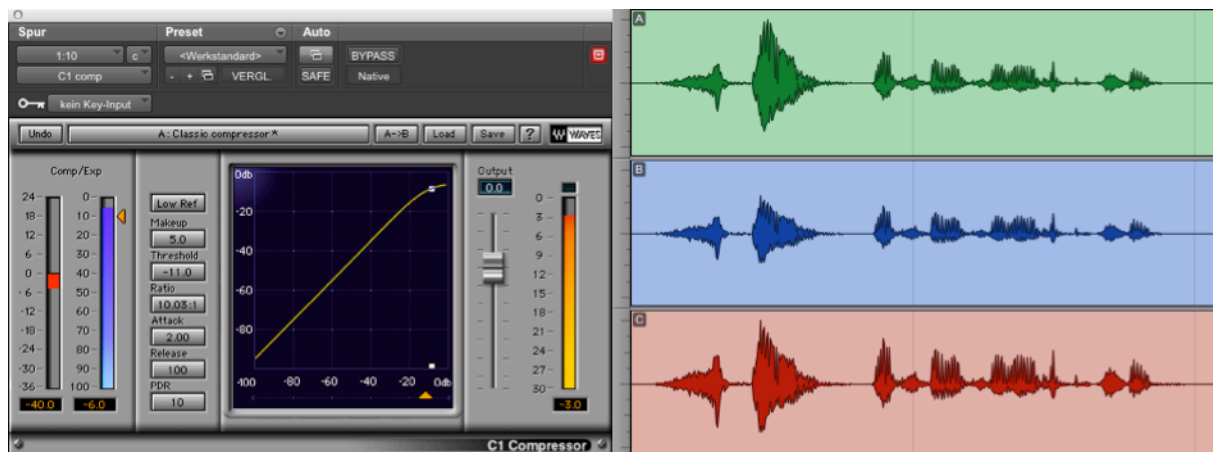 Spur Preset Auto
1:10 c <Werkstandard> BYPASS
C1 comp - + VERGL. SAFE Native
kein Key-Input
Undo A: Classic compressor* A->B Load Save ? W WAVES
Comp/Exp
24 0
18 10
12 20
6 30
0 40
-6 50
-12 60
-18 70
-24 80
-30 90
-36 100
-40.0 -6.0
Low Ref
Makeup
5.0
Threshold
-11.0
Ratio
10.03:1
Attack
2.00
Release
100
PDR
10
0db
-20
-40
-60
-80
-100 -80 -60 -40 -20 0db
Output
0.0
0
3
6
9
12
15
18
21
24
27
30
-3.0
C1 Compressor
A
B
C